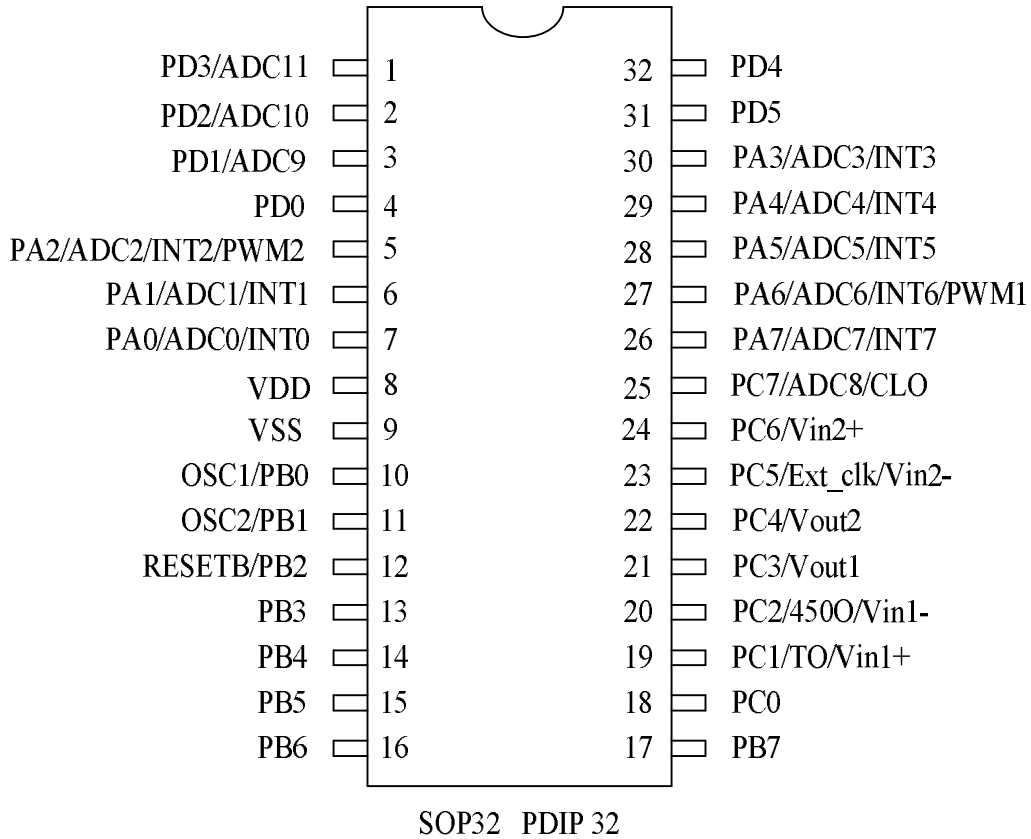 PD3/ADC11 1 32 PD4
PD2/ADC10 2 31 PD5
PD1/ADC9 3 30 PA3/ADC3/INT3
PD0 4 29 PA4/ADC4/INT4
PA2/ADC2/INT2/PWM2 5 28 PA5/ADC5/INT5
PA1/ADC1/INT1 6 27 PA6/ADC6/INT6/PWM1
PA0/ADC0/INT0 7 26 PA7/ADC7/INT7
VDD 8 25 PC7/ADC8/CLO
VSS 9 24 PC6/Vin2+
OSC1/PB0 10 23 PC5/Ext_clk/Vin2-
OSC2/PB1 11 22 PC4/Vout2
RESETB/PB2 12 21 PC3/Vout1
PB3 13 20 PC2/450O/Vin1-
PB4 14 19 PC1/TO/Vin1+
PB5 15 18 PC0
PB6 16 17 PB7
SOP32 PDIP 32